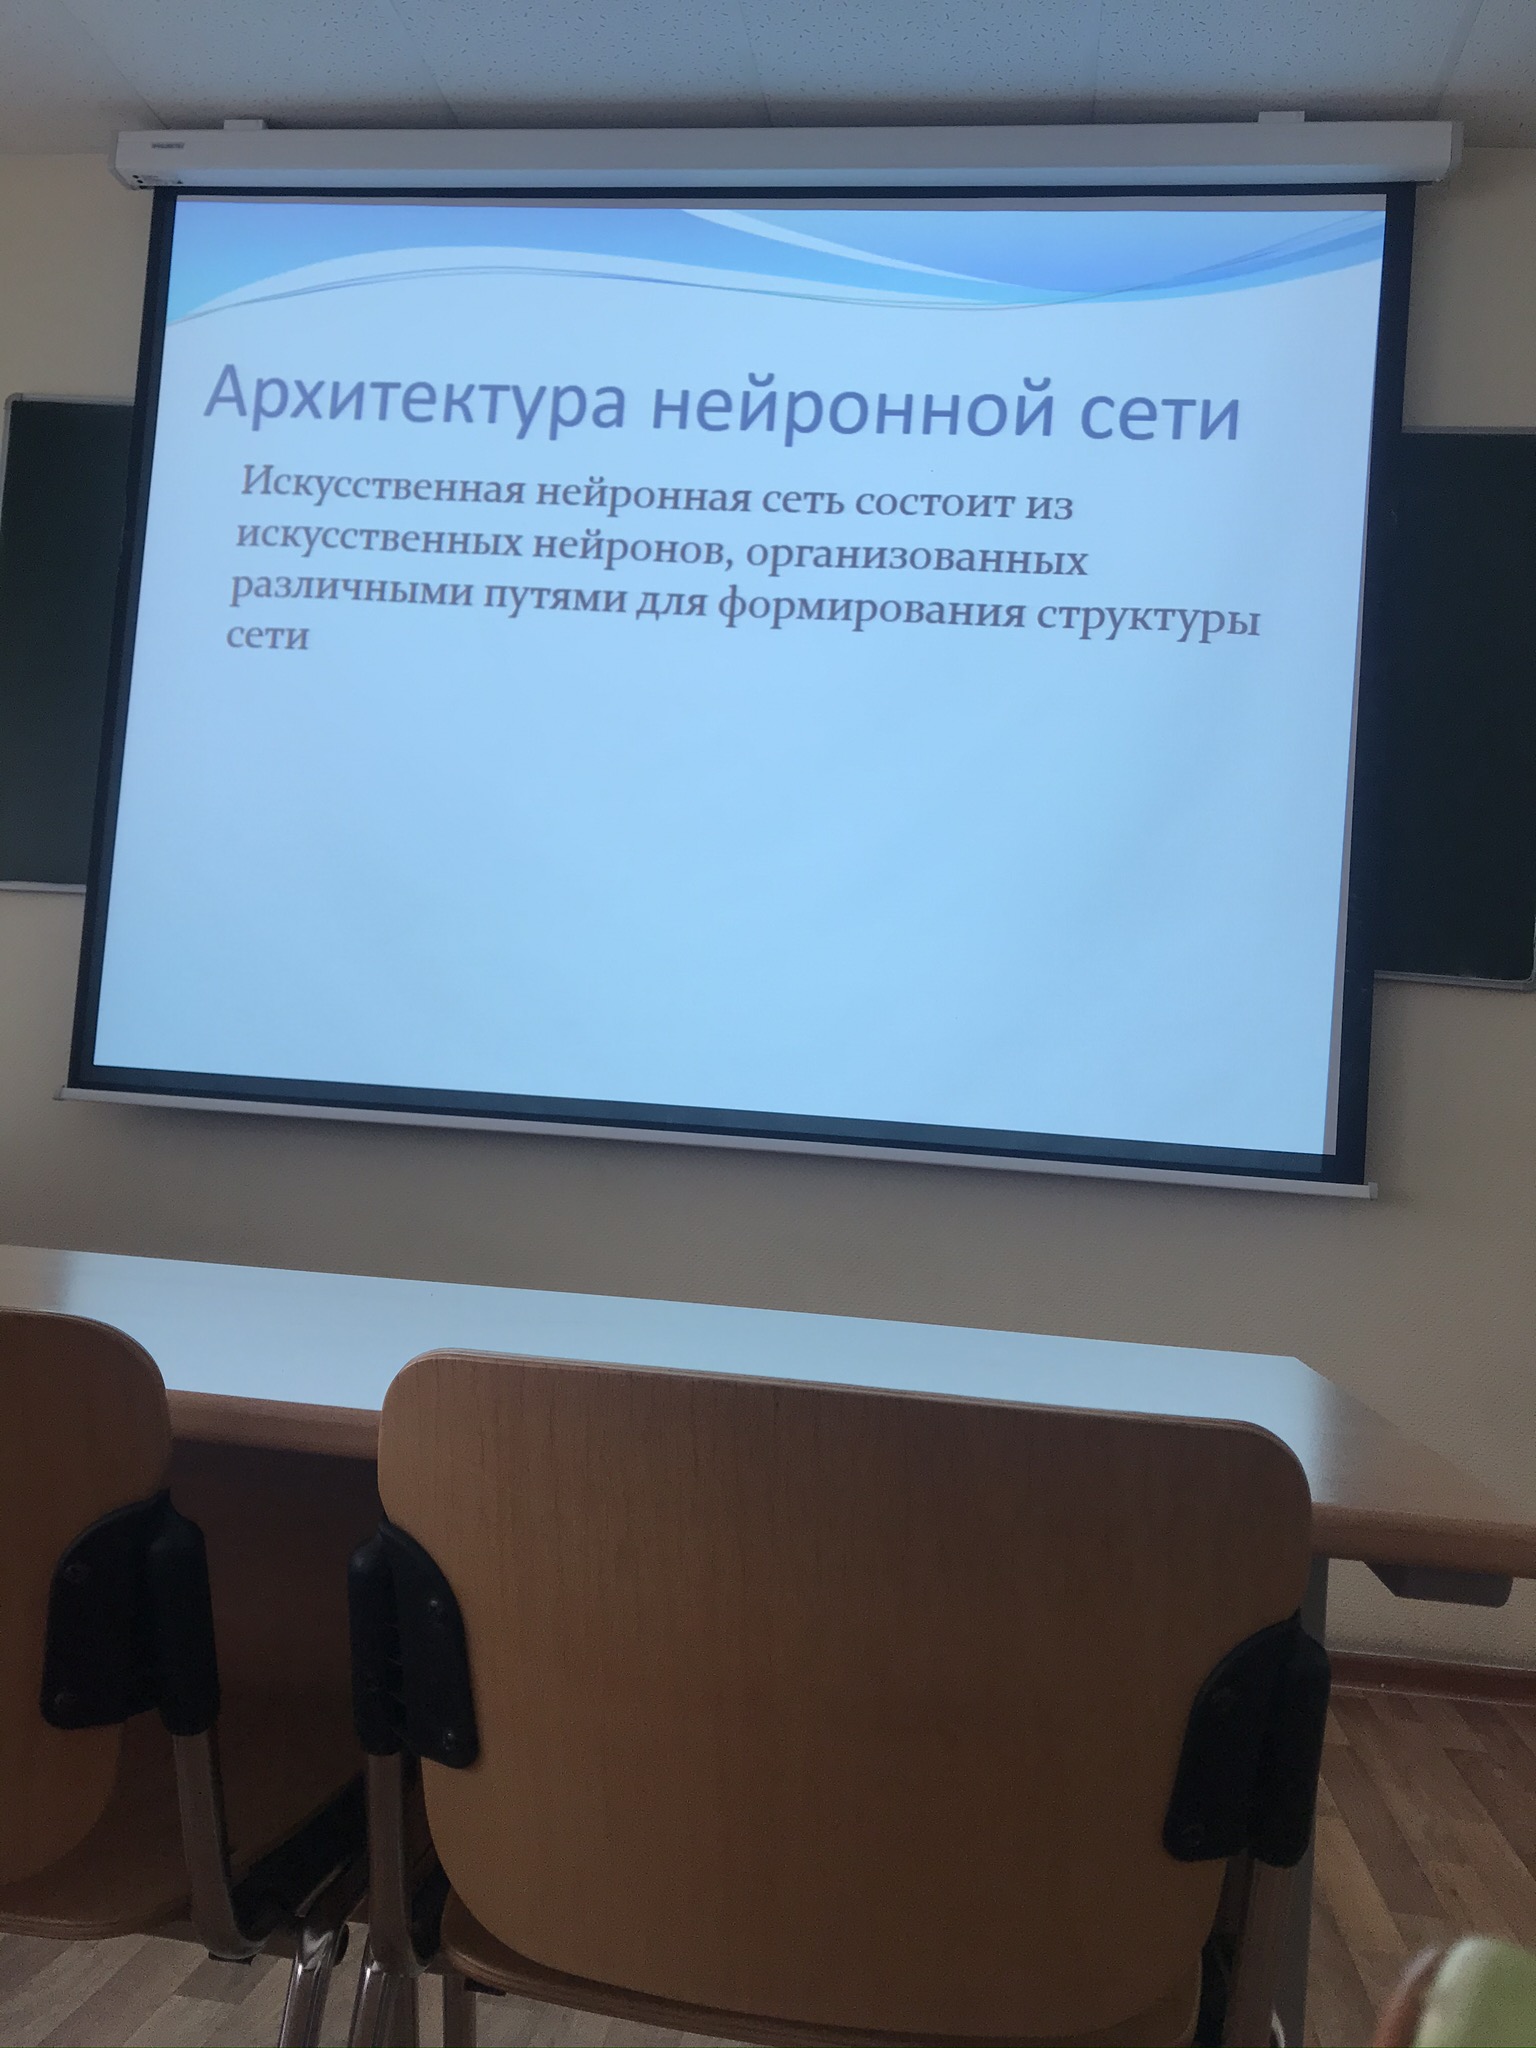 Архитектура нейронной сети
Искусственная нейронная сеть состоит из
искусственных нейронов, организованных
различными путями для формирования структуры
сети